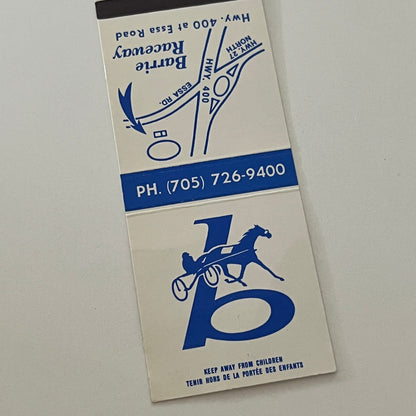 Hwy. 400 at Essa Road
Barrie
Raceway
HWY. 27
NORTH
HWY. 400
ESSA RD.
PH. (705) 726-9400
b
KEEP AWAY FROM CHILDREN
TENIR HORS DE LA PORTÉE DES ENFANTS